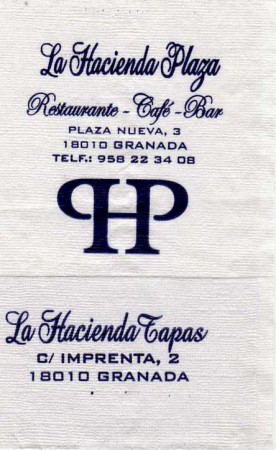 La Hacienda Plaza
Restaurante - Café - Bar
PLAZA NUEVA, 3
18010 GRANADA
TELF.: 958 22 34 08
PHP
La Hacienda Tapas
C/ IMPRENTA, 2
18010 GRANADA